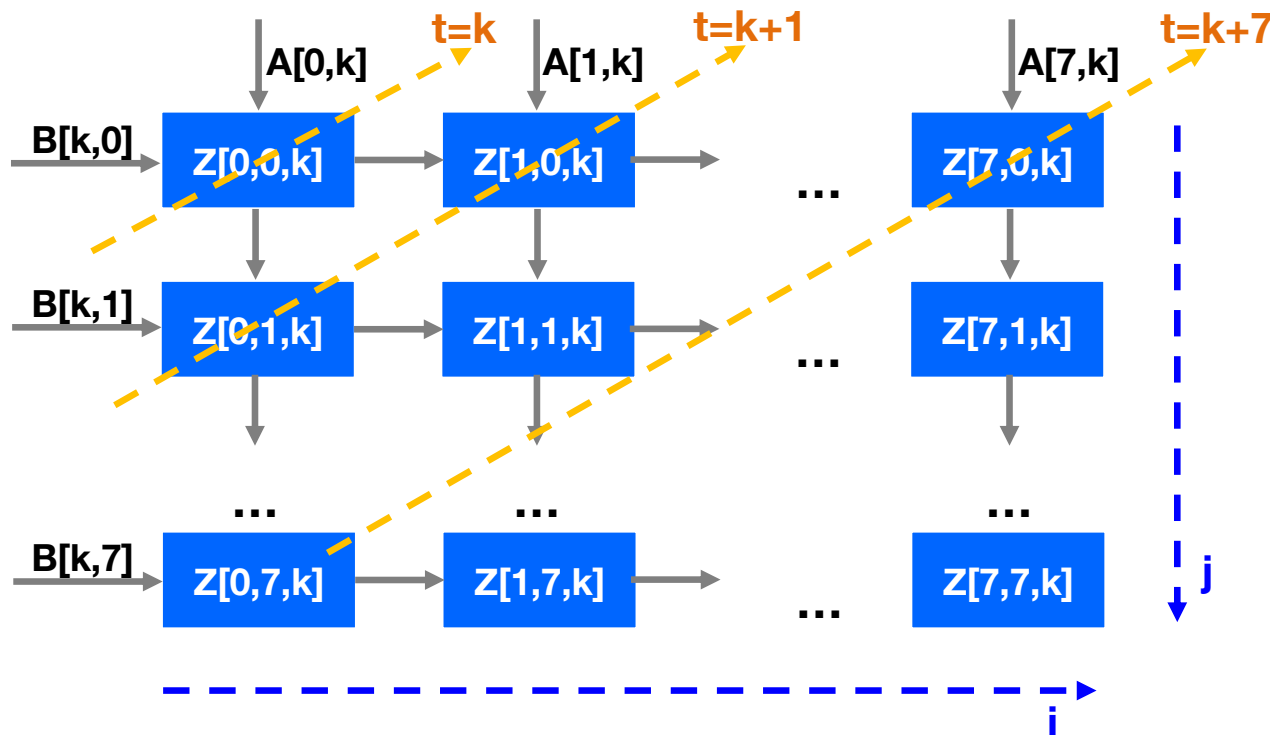 t=k t=k+1 t=k+7
A[0,k] A[1,k] A[7,k]
B[k,0] Z[0,0,k] Z[1,0,k] ... Z[7,0,k]
B[k,1] Z[0,1,k] Z[1,1,k] ... Z[7,1,k]
... ... ...
B[k,7] Z[0,7,k] Z[1,7,k] ... Z[7,7,k] j
i